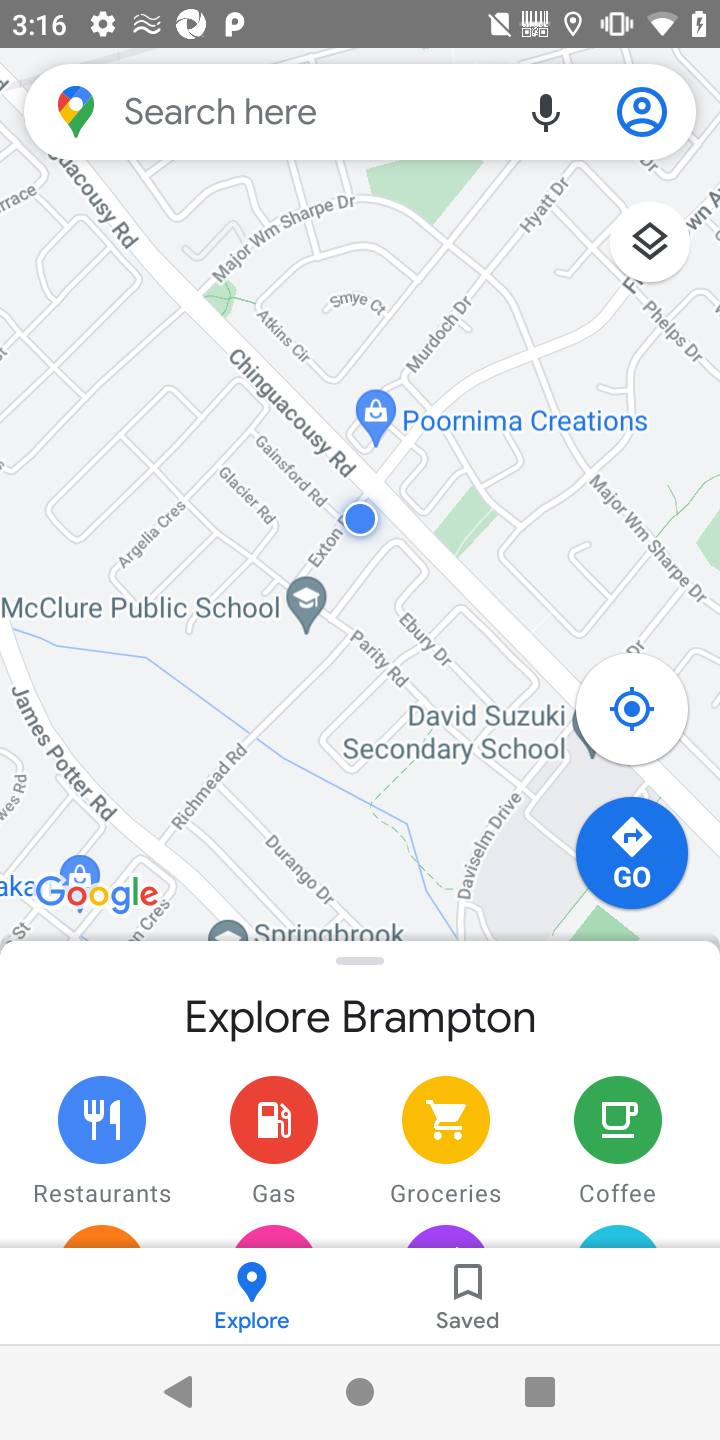 3:16
Search here
Major Wm Sharpe Dr
Hyatt Dr
Smye Ct
Atkins Cir
Murdoch Dr
Phelps Dr
Chinguacousy Rd
Poornima Creations
Gainsford Rd
Glacier Rd
Argelia Cres
Major Wm Sharpe Dr
McClure Public School
Ebury Dr
Parity Rd
David Suzuki
Secondary School
James Potter Rd
Richmead Rd
Davisელm Drive
Durango Dr
Google
Springbrook
GO
Explore Brampton
Restaurants
Gas
Groceries
Coffee
Explore
Saved